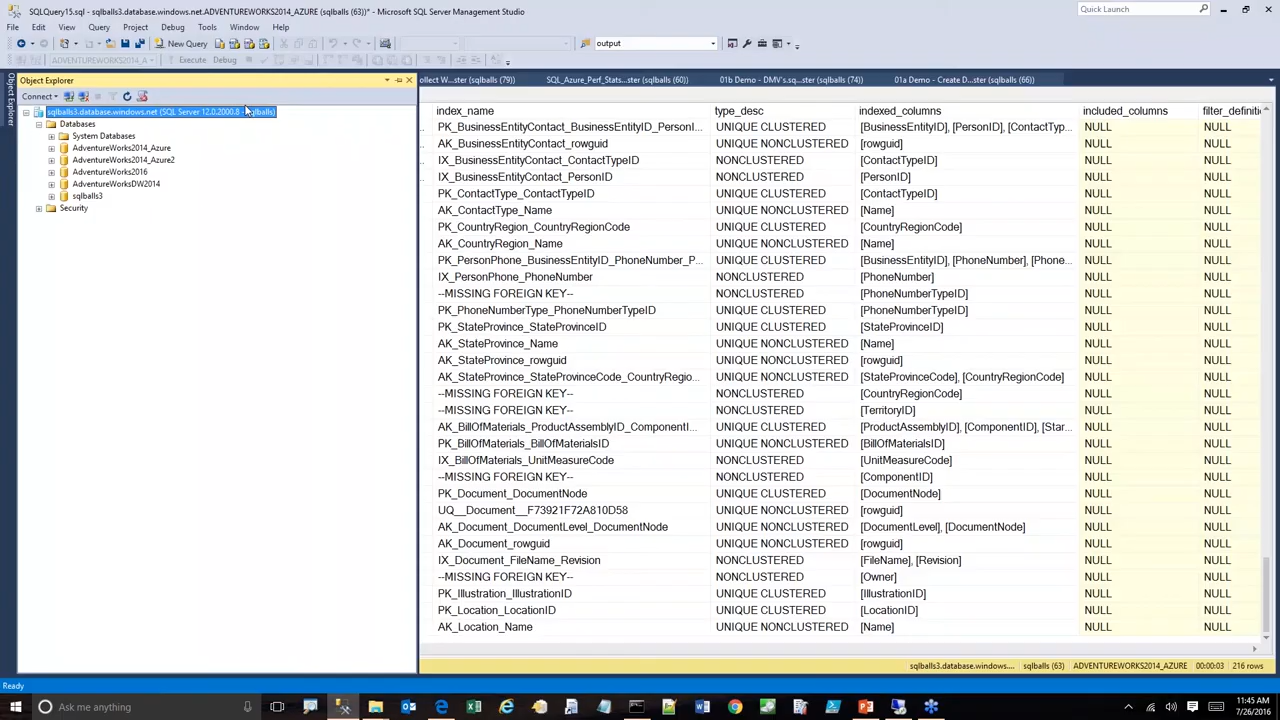 SQLQuery15.sql - sqlballs3.database.windows.net.ADVENTUREWORKS2014_AZURE (sqlballs (63))* - Microsoft SQL Server Management Studio
Quick Launch
File Edit View Query Project Debug Tools Window Help
New Query output
ADVENTUREWORKS2014_A... Execute Debug
Object Explorer
Object Explorer
ollect W...ster (sqlballs (79)) SQL_Azure_Perf_Stats...ster (sqlballs (60)) 01b Demo - DMV's.sq...ster (sqlballs (74)) 01a Demo - Create D...ster (sqlballs (66))
Connect
sqlballs3.database.windows.net (SQL Server 12.0.2000.8 - sqlballs)
Databases
System Databases
AdventureWorks2014_Azure
AdventureWorks2014_Azure2
AdventureWorks2016
AdventureWorksDW2014
sqlballs3
Security
index_name type_desc indexed_columns included_columns filter_definiti
PK_BusinessEntityContact_BusinessEntityID_PersonI... UNIQUE CLUSTERED [BusinessEntityID], [PersonID], [ContactTyp... NULL NULL
AK_BusinessEntityContact_rowguid UNIQUE NONCLUSTERED [rowguid] NULL NULL
IX_BusinessEntityContact_ContactTypeID NONCLUSTERED [ContactTypeID] NULL NULL
IX_BusinessEntityContact_PersonID NONCLUSTERED [PersonID] NULL NULL
PK_ContactType_ContactTypeID UNIQUE CLUSTERED [ContactTypeID] NULL NULL
AK_ContactType_Name UNIQUE NONCLUSTERED [Name] NULL NULL
PK_CountryRegion_CountryRegionCode UNIQUE CLUSTERED [CountryRegionCode] NULL NULL
AK_CountryRegion_Name UNIQUE NONCLUSTERED [Name] NULL NULL
PK_PersonPhone_BusinessEntityID_PhoneNumber_P... UNIQUE CLUSTERED [BusinessEntityID], [PhoneNumber], [Phone... NULL NULL
IX_PersonPhone_PhoneNumber NONCLUSTERED [PhoneNumber] NULL NULL
--MISSING FOREIGN KEY-- NONCLUSTERED [PhoneNumberTypeID] NULL NULL
PK_PhoneNumberType_PhoneNumberTypeID UNIQUE CLUSTERED [PhoneNumberTypeID] NULL NULL
PK_StateProvince_StateProvinceID UNIQUE CLUSTERED [StateProvinceID] NULL NULL
AK_StateProvince_Name UNIQUE NONCLUSTERED [Name] NULL NULL
AK_StateProvince_rowguid UNIQUE NONCLUSTERED [rowguid] NULL NULL
AK_StateProvince_StateProvinceCode_CountryRegio... UNIQUE NONCLUSTERED [StateProvinceCode], [CountryRegionCode] NULL NULL
--MISSING FOREIGN KEY-- NONCLUSTERED [CountryRegionCode] NULL NULL
--MISSING FOREIGN KEY-- NONCLUSTERED [TerritoryID] NULL NULL
AK_BillOfMaterials_ProductAssemblyID_ComponentI... UNIQUE CLUSTERED [ProductAssemblyID], [ComponentID], [Star... NULL NULL
PK_BillOfMaterials_BillOfMaterialsID UNIQUE NONCLUSTERED [BillOfMaterialsID] NULL NULL
IX_BillOfMaterials_UnitMeasureCode NONCLUSTERED [UnitMeasureCode] NULL NULL
--MISSING FOREIGN KEY-- NONCLUSTERED [ComponentID] NULL NULL
PK_Document_DocumentNode UNIQUE CLUSTERED [DocumentNode] NULL NULL
UQ__Document__F73921F72A810D58 UNIQUE NONCLUSTERED [rowguid] NULL NULL
AK_Document_DocumentLevel_DocumentNode UNIQUE NONCLUSTERED [DocumentLevel], [DocumentNode] NULL NULL
AK_Document_rowguid UNIQUE NONCLUSTERED [rowguid] NULL NULL
IX_Document_FileName_Revision NONCLUSTERED [FileName], [Revision] NULL NULL
--MISSING FOREIGN KEY-- NONCLUSTERED [Owner] NULL NULL
PK_Illustration_IllustrationID UNIQUE CLUSTERED [IllustrationID] NULL NULL
PK_Location_LocationID UNIQUE CLUSTERED [LocationID] NULL NULL
AK_Location_Name UNIQUE NONCLUSTERED [Name] NULL NULL
sqlballs3.database.windows.... sqlballs (63) ADVENTUREWORKS2014_AZURE 00:00:03 216 rows
Ready
Ask me anything
11:45 AM
7/26/2016